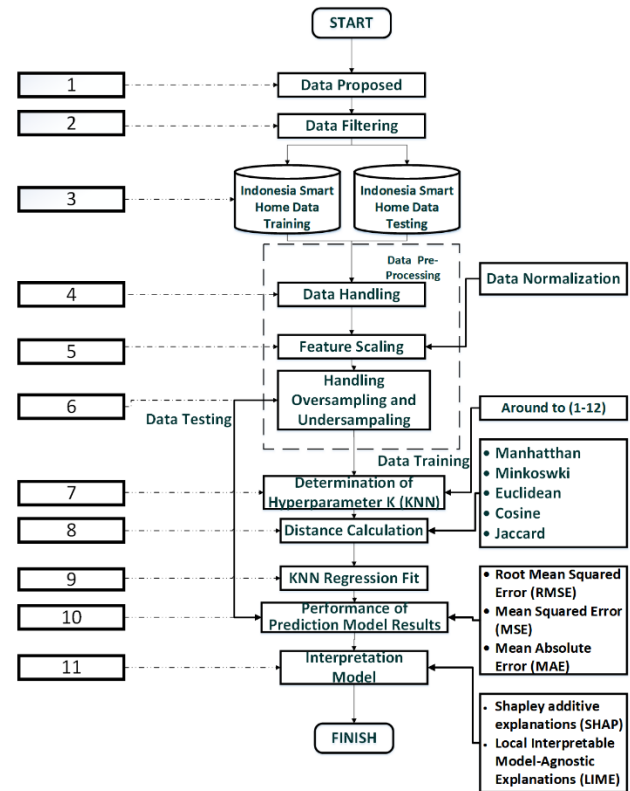 START
1
Data Proposed
2
Data Filtering
3
Indonesia Smart
Home Data
Training
Indonesia Smart
Home Data
Testing
Data Pre-
Processing
4
Data Handling
Data Normalization
5
Feature Scaling
6
Handling
Oversampling and
Undersampaling
Data Testing
Around to (1-12)
Data Training
7
Determination of
Hyperparameter K (KNN)
• Manhatthan
• Minkoswki
• Euclidean
• Cosine
• Jaccard
8
Distance Calculation
9
KNN Regression Fit
10
Performance of
Prediction Model Results
• Root Mean Squared
Error (RMSE)
• Mean Squared Error
(MSE)
• Mean Absolute
Error (MAE)
11
Interpretation
Model
• Shapley additive
explanations (SHAP)
• Local Interpretable
Model-Agnostic
Explanations (LIME)
FINISH